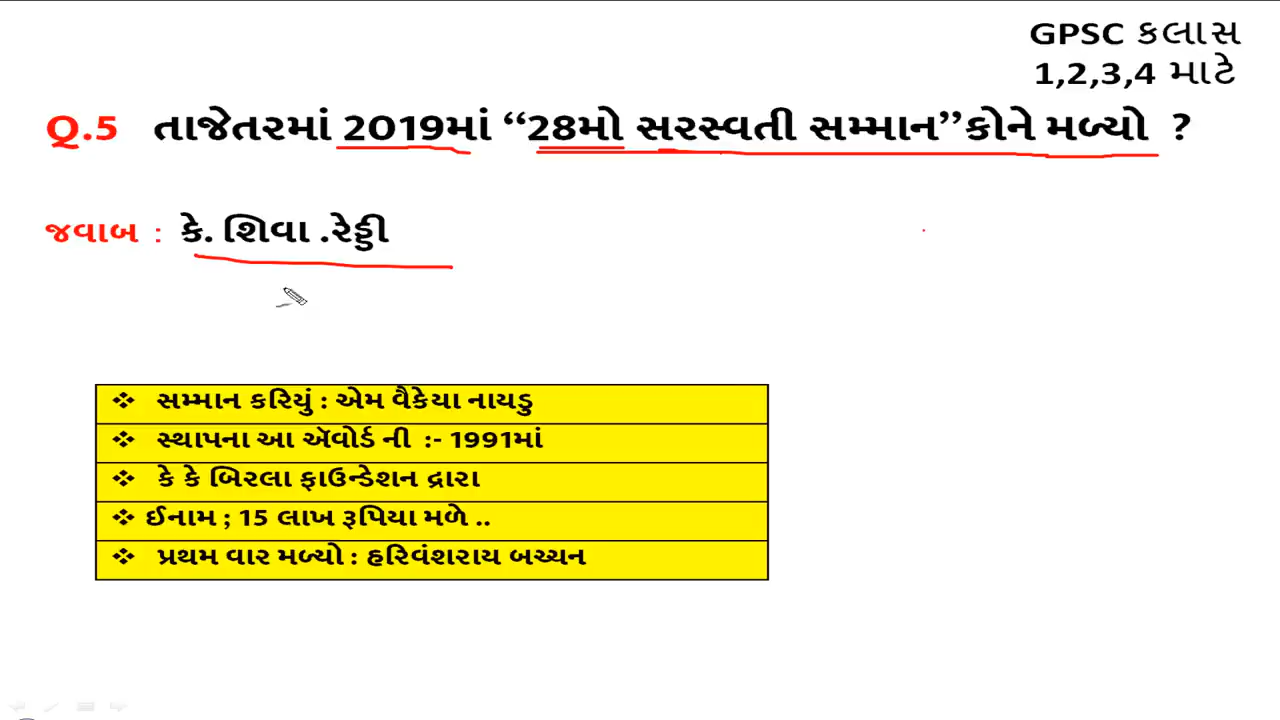 GPSC કલાસ
1,2,3,4 માટે
Q.5 તાજેતરમાં 2019માં “28મો સરસ્વતી સમ્માન”કોને મળ્યો ?
જવાબ : કે. શિવા .રેડ્ડી
❖ સમ્માન કરિયું : એમ વૈકેયા નાયડુ
❖ સ્થાપના આ ઍવોર્ડ ની :- 1991માં
❖ કે કે બિરલા ફાઉન્ડેશન દ્રારા
❖ ઈનામ ; 15 લાખ રૂપિયા મળે ..
❖ પ્રથમ વાર મળ્યો : હરિવંશરાય બચ્ચન